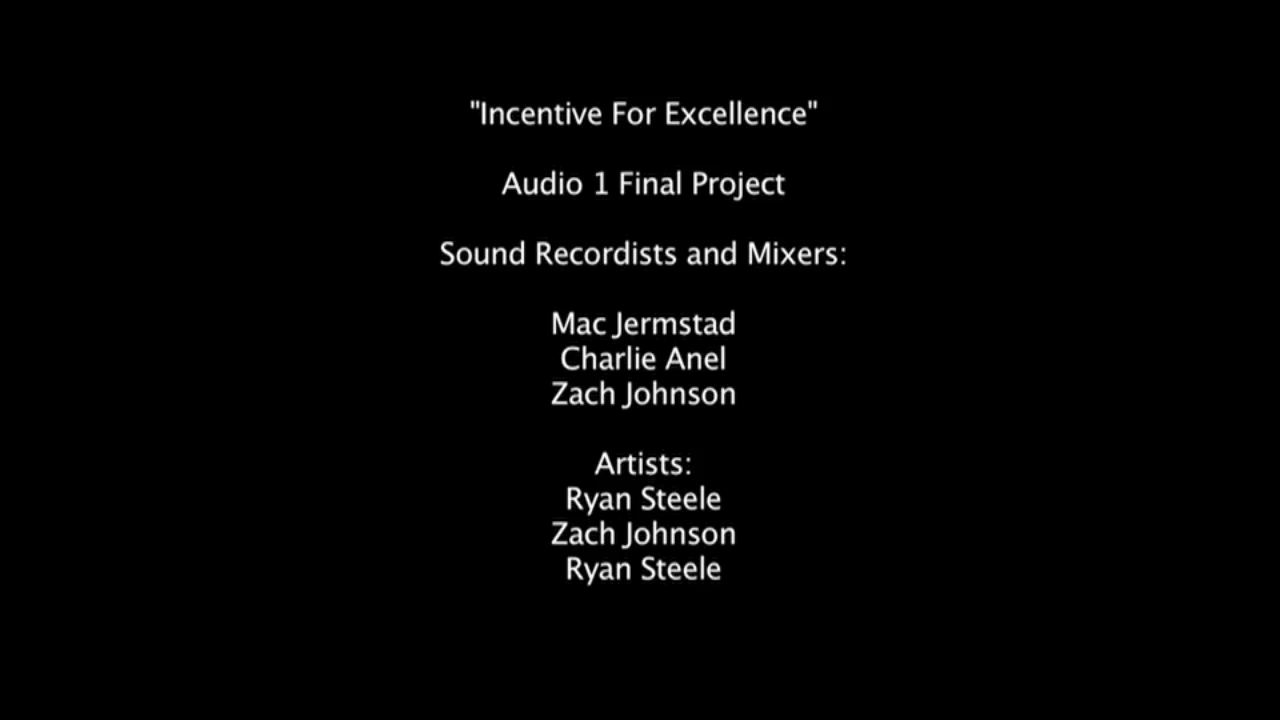 "Incentive For Excellence"
Audio 1 Final Project
Sound Recordists and Mixers:
Mac Jermstad
Charlie Anel
Zach Johnson
Artists:
Ryan Steele
Zach Johnson
Ryan Steele